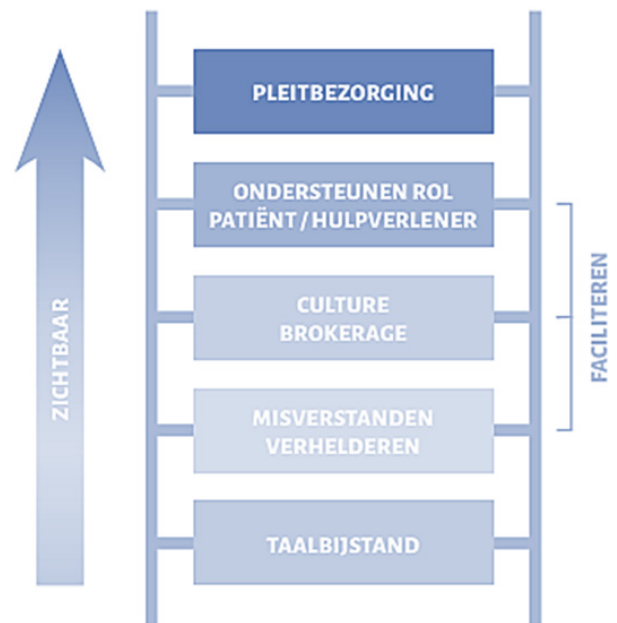 PLEITBEZORGING
ONDERSTEUNEN ROL
PATIËNT / HULPVERLENER
CULTURE
BROKERAGE
MISVERSTANDEN
VERHELDEREN
TAALBIJSTAND
ZICHTBAAR
FACILITEREN